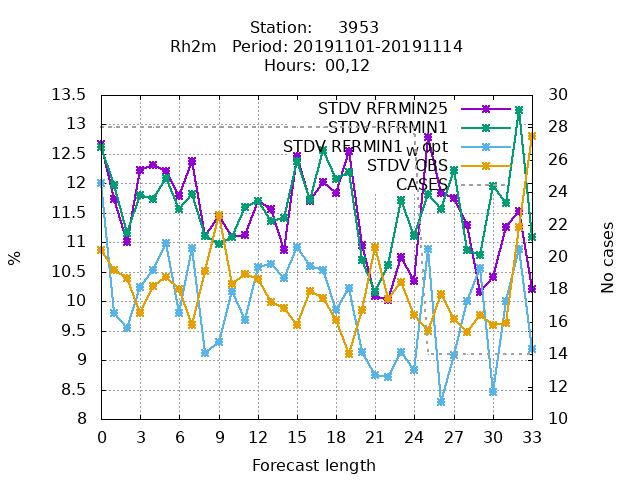 Station: 3953
Rh2m Period: 20191101-20191114
Hours: 00,12
STDV RFRMIN25
STDV RFRMIN1
STDV RFRMIN1_w_opt
STDV OBS
CASES
13.5
13
12.5
12
11.5
11
10.5
10
9.5
9
8.5
8
%
30
28
26
24
22
20
18
16
14
12
10
No cases
0 3 6 9 12 15 18 21 24 27 30 33
Forecast length